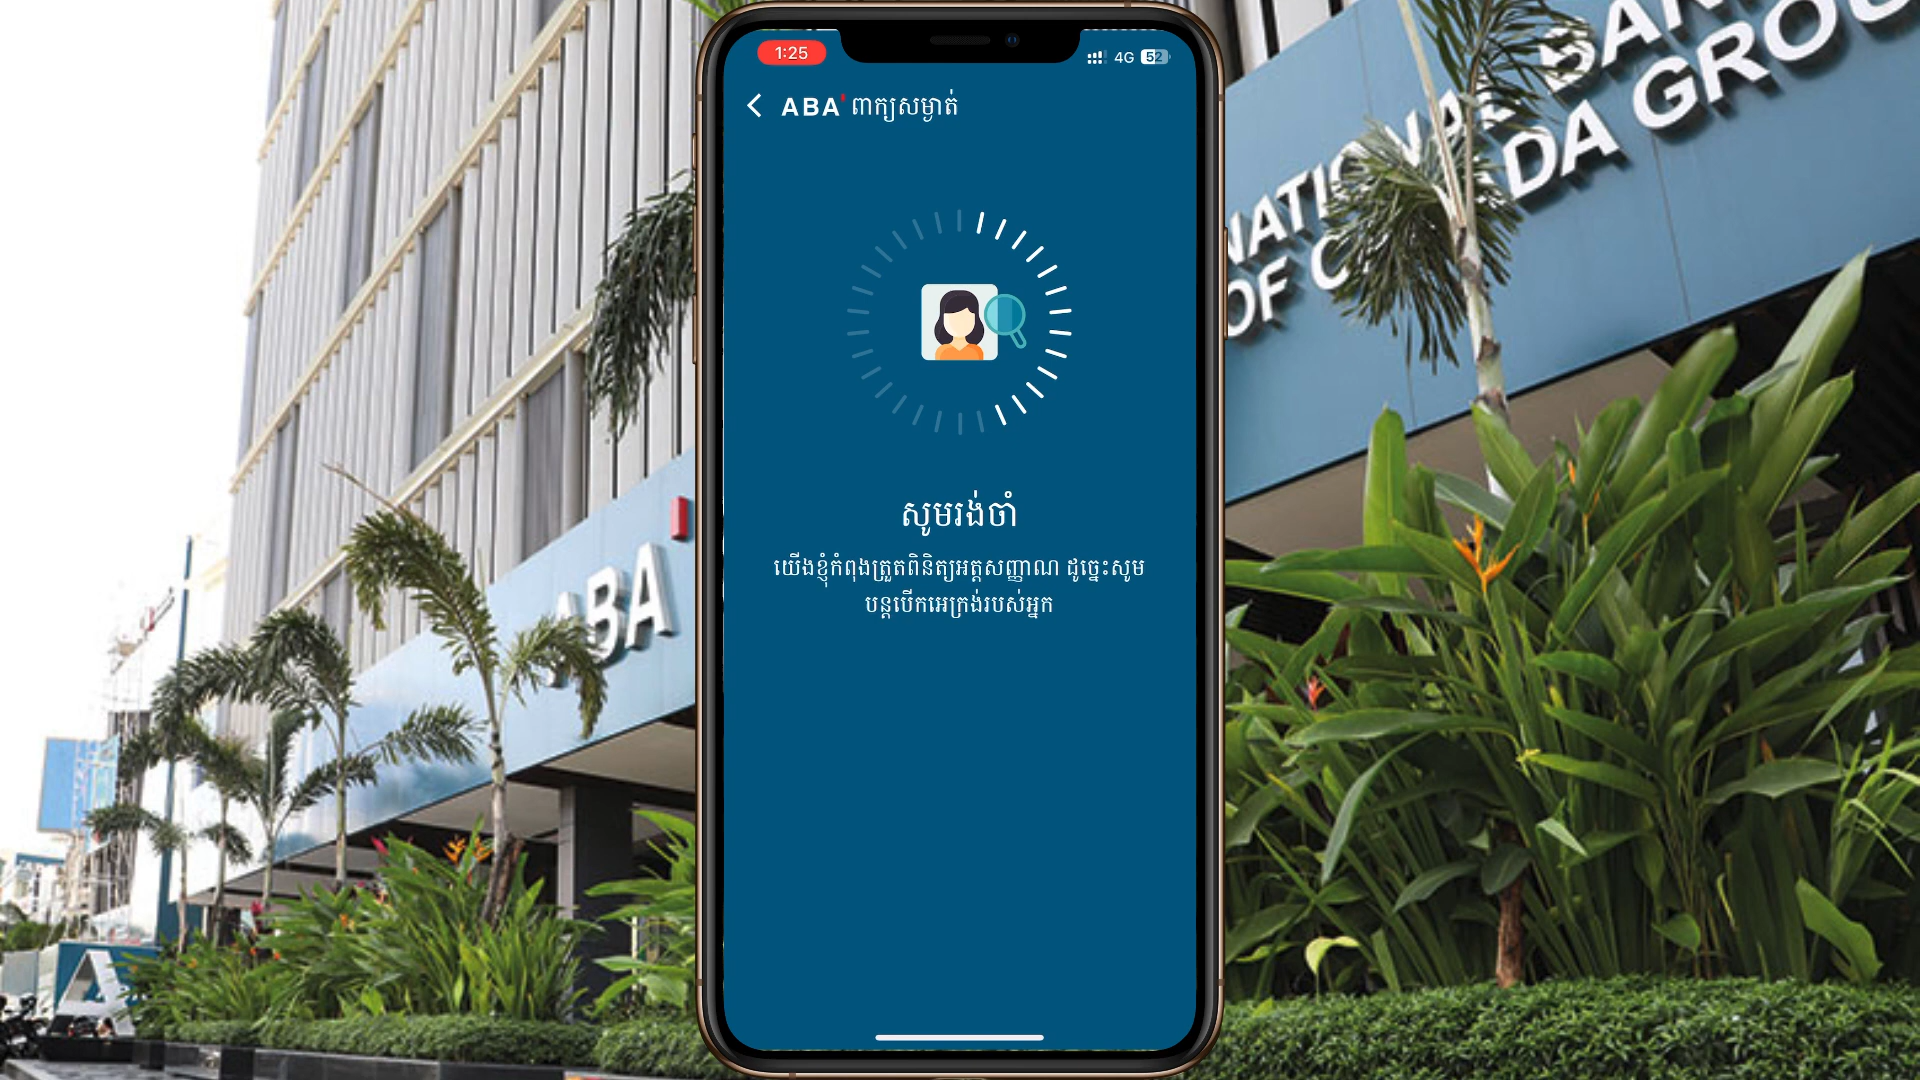 1:25
4G 52
ABA' ពាក្យសម្ងាត់
សូមរង់ចាំ
យើងខ្ញុំកំពុងត្រួតពិនិត្យអត្តសញ្ញាណ ដូច្នេះសូម
បន្តបើកអេក្រង់របស់អ្នក
ABA
NATIONAL BAN
OF C DA GROU
A